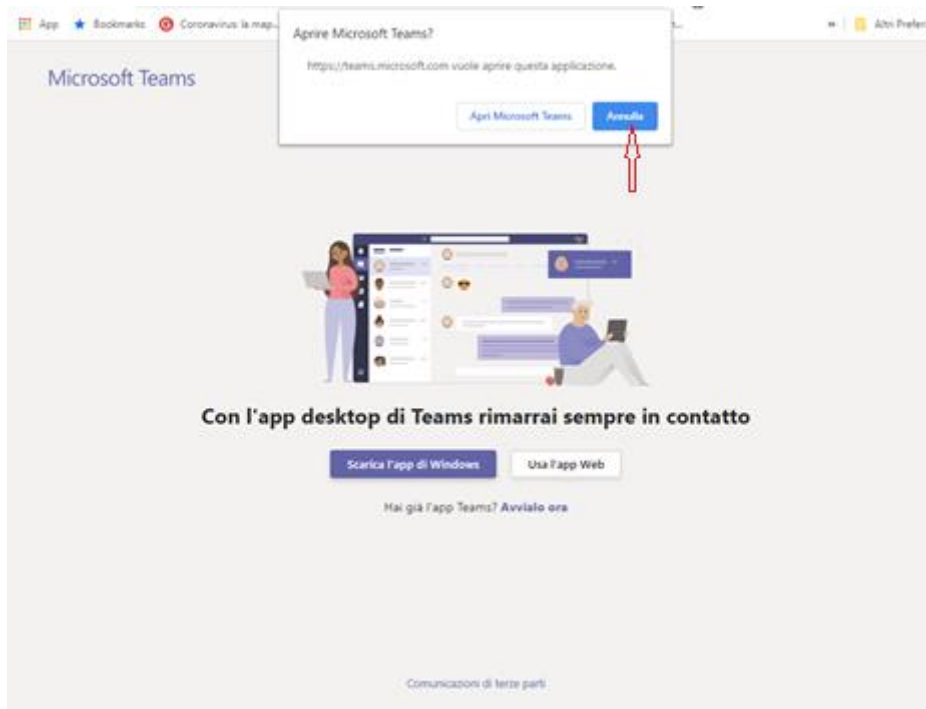 App Bookmarks Coronavirus: la map...
Altri Prefer
Aprire Microsoft Teams?
https://teams.microsoft.com vuole aprire questa applicazione.
Apri Microsoft Teams Annulla
Microsoft Teams
Con l'app desktop di Teams rimarrai sempre in contatto
Scarica l'app di Windows Usa l'app Web
Hai già l'app Teams? Avvialo ora
Comunicazioni di terze parti